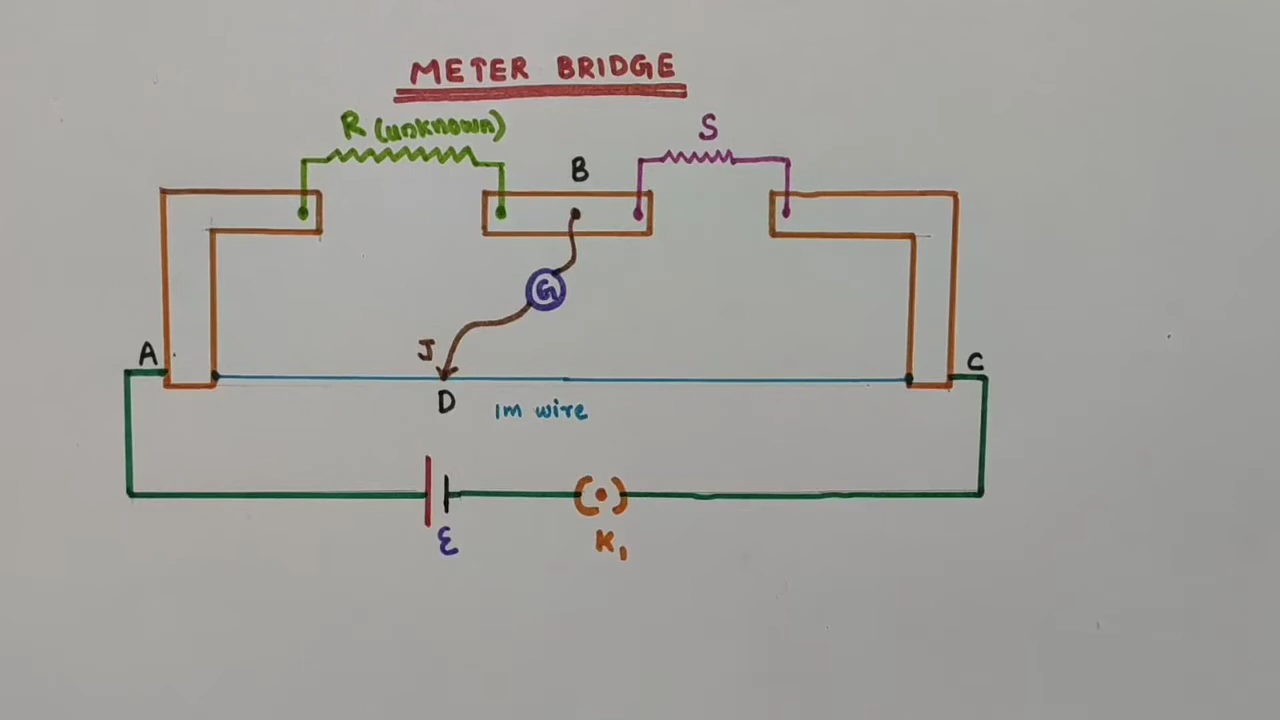 METER BRIDGE
R (unknown)
S
B
G
J
A
C
D
1m wire
ε
K₁